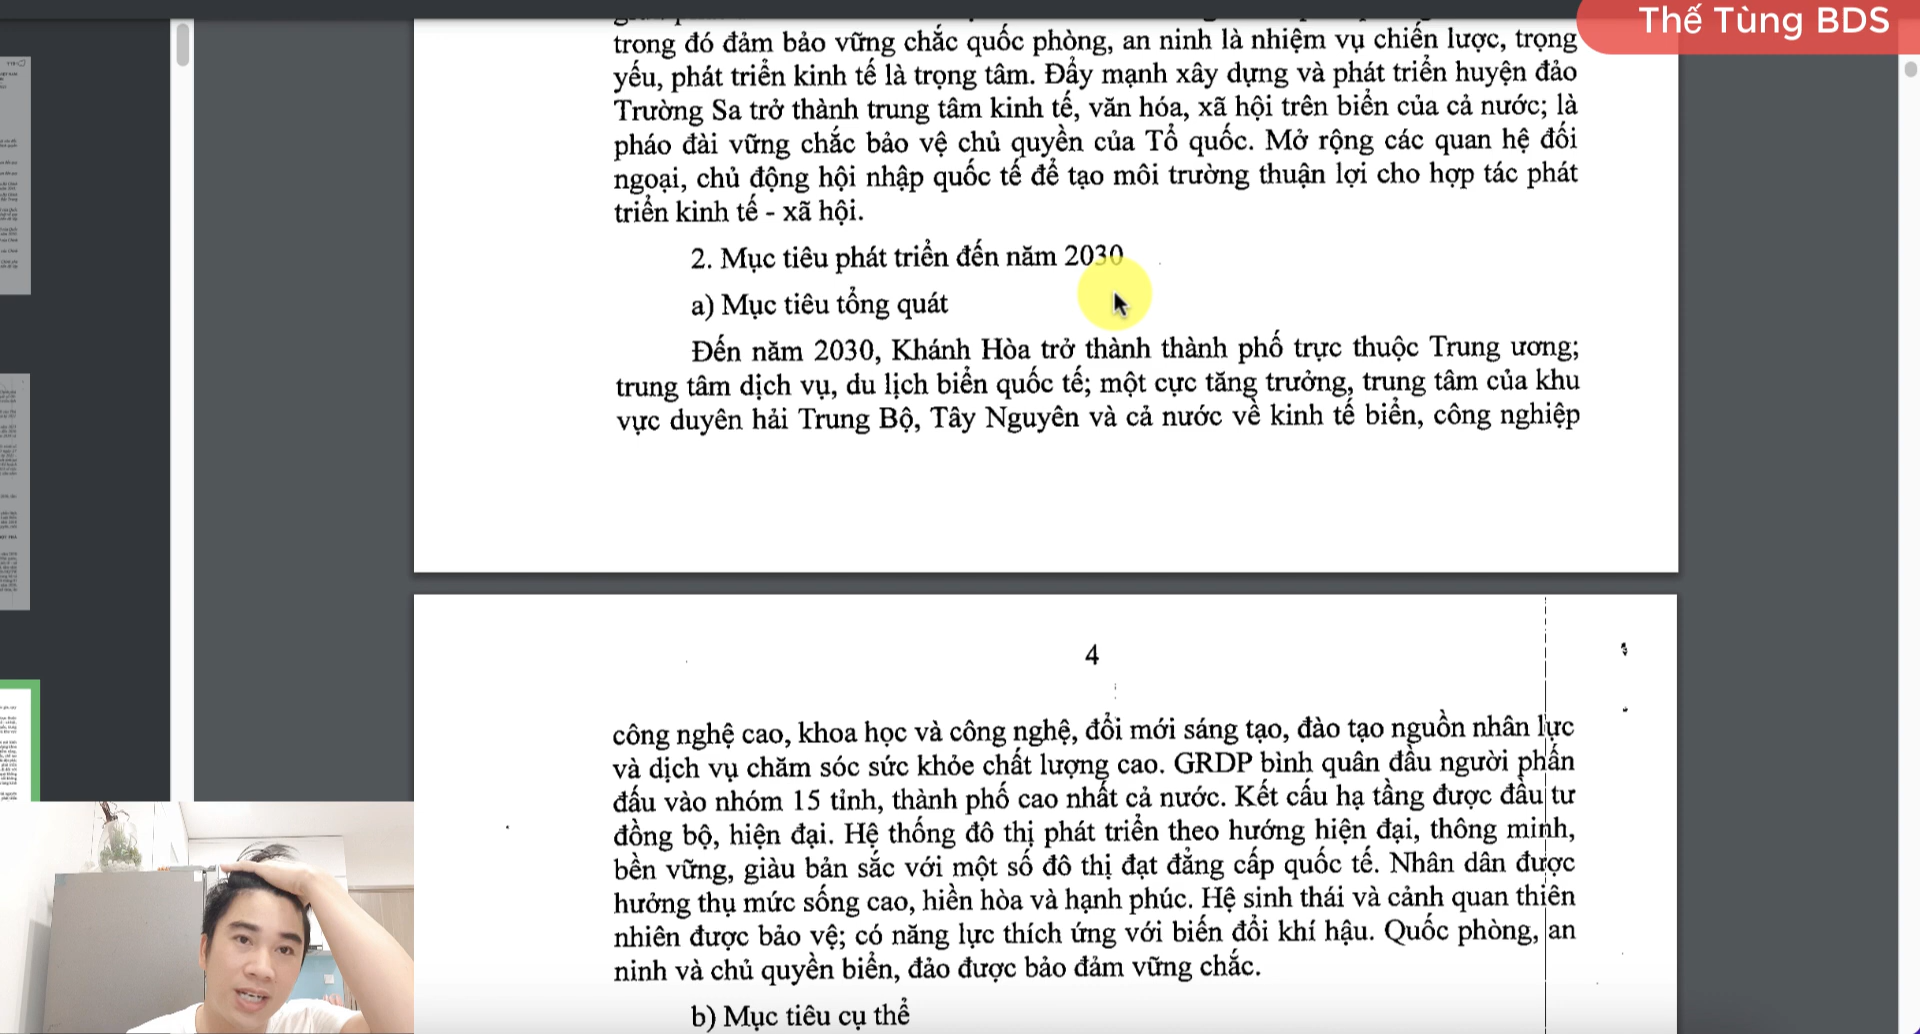 Thế Tùng BDS
trong đó đảm bảo vững chắc quốc phòng, an ninh là nhiệm vụ chiến lược, trọng
yếu, phát triển kinh tế là trọng tâm. Đẩy mạnh xây dựng và phát triển huyện đảo
Trường Sa trở thành trung tâm kinh tế, văn hóa, xã hội trên biển của cả nước; là
pháo đài vững chắc bảo vệ chủ quyền của Tổ quốc. Mở rộng các quan hệ đối
ngoại, chủ động hội nhập quốc tế để tạo môi trường thuận lợi cho hợp tác phát
triển kinh tế - xã hội.
2. Mục tiêu phát triển đến năm 2030
a) Mục tiêu tổng quát
Đến năm 2030, Khánh Hòa trở thành thành phố trực thuộc Trung ương;
trung tâm dịch vụ, du lịch biển quốc tế; một cực tăng trưởng, trung tâm của khu
vực duyên hải Trung Bộ, Tây Nguyên và cả nước về kinh tế biển, công nghiệp
4
công nghệ cao, khoa học và công nghệ, đổi mới sáng tạo, đào tạo nguồn nhân lực
và dịch vụ chăm sóc sức khỏe chất lượng cao. GRDP bình quân đầu người phấn
đấu vào nhóm 15 tỉnh, thành phố cao nhất cả nước. Kết cấu hạ tầng được đầu tư
đồng bộ, hiện đại. Hệ thống đô thị phát triển theo hướng hiện đại, thông minh,
bền vững, giàu bản sắc với một số đô thị đạt đẳng cấp quốc tế. Nhân dân được
hưởng thụ mức sống cao, hiền hòa và hạnh phúc. Hệ sinh thái và cảnh quan thiên
nhiên được bảo vệ; có năng lực thích ứng với biến đổi khí hậu. Quốc phòng, an
ninh và chủ quyền biển, đảo được bảo đảm vững chắc.
b) Mục tiêu cụ thể